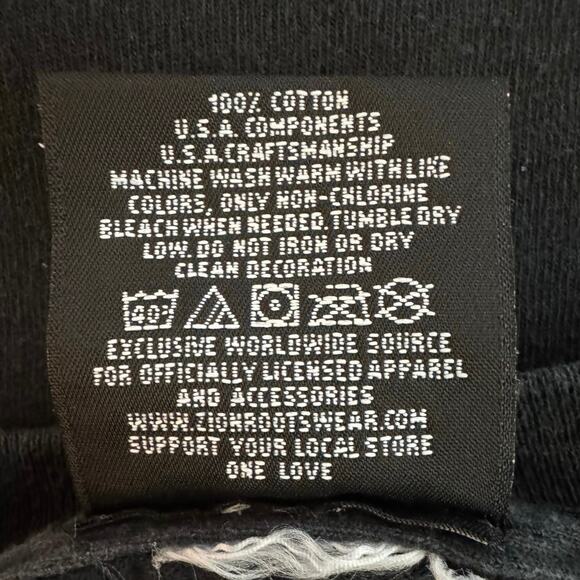 100% COTTON
U.S.A. COMPONENTS
U.S.A.CRAFTSMANSHIP
MACHINE WASH WARM WITH LIKE
COLORS, ONLY NON-CHLORINE
BLEACH WHEN NEEDED, TUMBLE DRY
LOW. DO NOT IRON OR DRY
CLEAN DECORATION
40°
EXCLUSIVE WORLDWIDE SOURCE
FOR OFFICIALLY LICENSED APPAREL
AND ACCESSORIES
WWW.ZIONROOTSWEAR.COM
SUPPORT YOUR LOCAL STORE
ONE LOVE